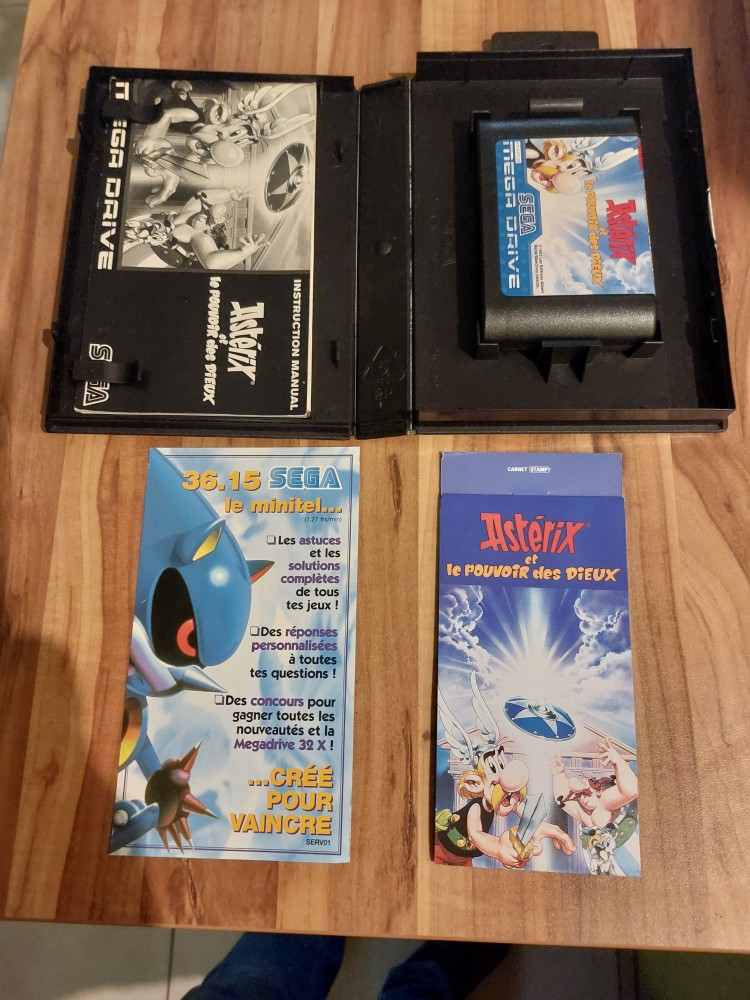 MEGA DRIVE
INSTRUCTION MANUAL
Astérix
et
le POUVOIR des DIEUX
SEGA
Astérix
et
le POUVOIR des DIEUX
SEGA
MEGA DRIVE
36.15 SEGA
le minitel...
(1,27 frs/min)
❑Les astuces
et les
solutions
complètes
de tous
tes jeux !
❑Des réponses
personnalisées
à toutes
tes questions !
❑Des concours pour
gagner toutes les
nouveautés et la
Megadrive 32 X !
...CRÉÉ
POUR
VAINCRE
SERV01
CARNET STAMP
Astérix
et
le POUVOIR des DIEUX